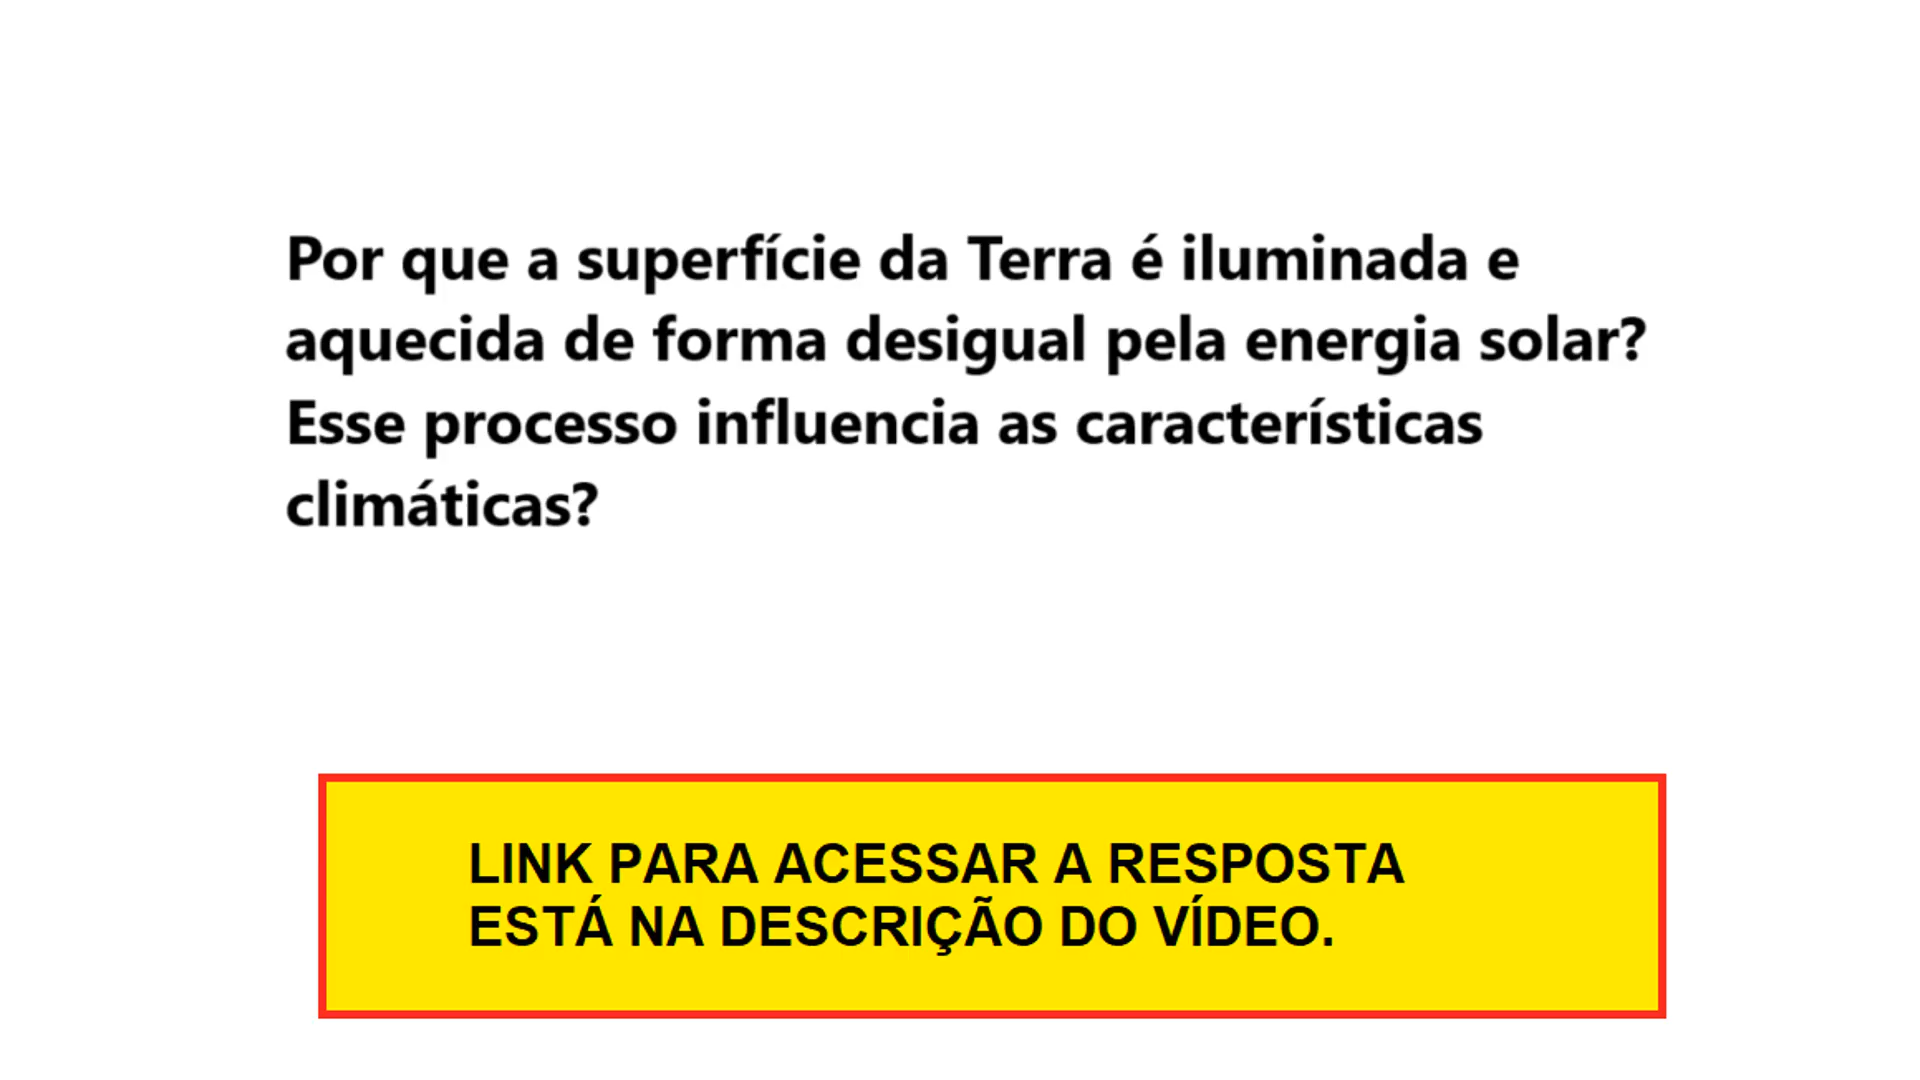 Por que a superfície da Terra é iluminada e
aquecida de forma desigual pela energia solar?
Esse processo influencia as características
climáticas?
LINK PARA ACESSAR A RESPOSTA
ESTÁ NA DESCRIÇÃO DO VÍDEO.